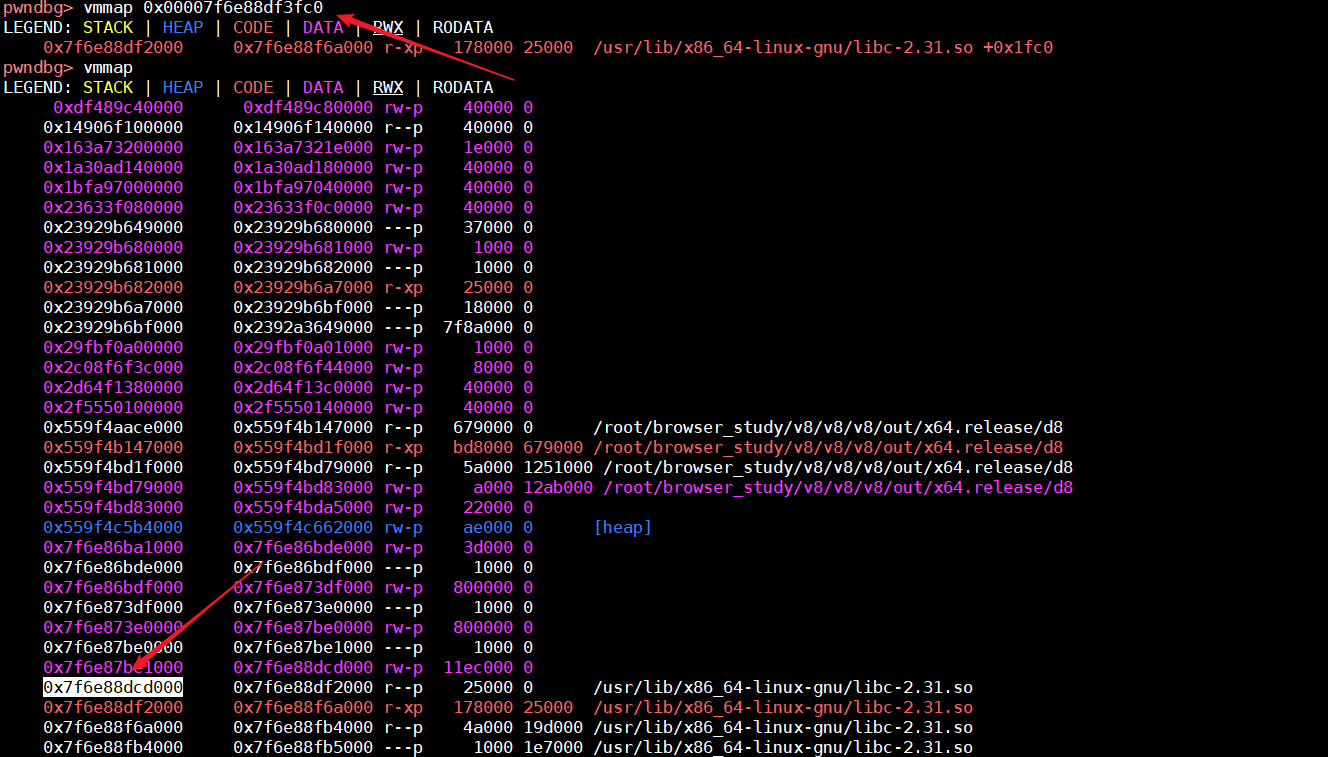 pwndbg> vmmap 0x00007f6e88df3fc0
LEGEND: STACK | HEAP | CODE | DATA | RWX | RODATA
0x7f6e88df2000 0x7f6e88f6a000 r-xp 178000 25000 /usr/lib/x86_64-linux-gnu/libc-2.31.so +0x1fc0
pwndbg> vmmap
LEGEND: STACK | HEAP | CODE | DATA | RWX | RODATA
0xdf489c40000 0xdf489c80000 rw-p 40000 0
0x14906f100000 0x14906f140000 r--p 40000 0
0x163a73200000 0x163a7321e000 rw-p 1e000 0
0x1a30ad140000 0x1a30ad180000 rw-p 40000 0
0x1bfa97000000 0x1bfa97040000 rw-p 40000 0
0x23633f080000 0x23633f0c0000 rw-p 40000 0
0x23929b649000 0x23929b680000 ---p 37000 0
0x23929b680000 0x23929b681000 rw-p 1000 0
0x23929b681000 0x23929b682000 ---p 1000 0
0x23929b682000 0x23929b6a7000 r-xp 25000 0
0x23929b6a7000 0x23929b6bf000 ---p 18000 0
0x23929b6bf000 0x2392a3649000 ---p 7f8a000 0
0x29fbf0a00000 0x29fbf0a01000 rw-p 1000 0
0x2c08f6f3c000 0x2c08f6f44000 rw-p 8000 0
0x2d64f1380000 0x2d64f13c0000 rw-p 40000 0
0x2f5550100000 0x2f5550140000 rw-p 40000 0
0x559f4aace000 0x559f4b147000 r--p 679000 0 /root/browser_study/v8/v8/v8/out/x64.release/d8
0x559f4b147000 0x559f4bd1f000 r-xp bd8000 679000 /root/browser_study/v8/v8/v8/out/x64.release/d8
0x559f4bd1f000 0x559f4bd79000 r--p 5a000 1251000 /root/browser_study/v8/v8/v8/out/x64.release/d8
0x559f4bd79000 0x559f4bd83000 rw-p a000 12ab000 /root/browser_study/v8/v8/v8/out/x64.release/d8
0x559f4bd83000 0x559f4bda5000 rw-p 22000 0
0x559f4c5b4000 0x559f4c662000 rw-p ae000 0 [heap]
0x7f6e86ba1000 0x7f6e86bde000 rw-p 3d000 0
0x7f6e86bde000 0x7f6e86bdf000 ---p 1000 0
0x7f6e86bdf000 0x7f6e873df000 rw-p 800000 0
0x7f6e873df000 0x7f6e873e0000 ---p 1000 0
0x7f6e873e0000 0x7f6e87be0000 rw-p 800000 0
0x7f6e87be0000 0x7f6e87be1000 ---p 1000 0
0x7f6e87be1000 0x7f6e88dcd000 rw-p 11ec000 0
0x7f6e88dcd000 0x7f6e88df2000 r--p 25000 0 /usr/lib/x86_64-linux-gnu/libc-2.31.so
0x7f6e88df2000 0x7f6e88f6a000 r-xp 178000 25000 /usr/lib/x86_64-linux-gnu/libc-2.31.so
0x7f6e88f6a000 0x7f6e88fb4000 r--p 4a000 19d000 /usr/lib/x86_64-linux-gnu/libc-2.31.so
0x7f6e88fb4000 0x7f6e88fb5000 ---p 1000 1e7000 /usr/lib/x86_64-linux-gnu/libc-2.31.so